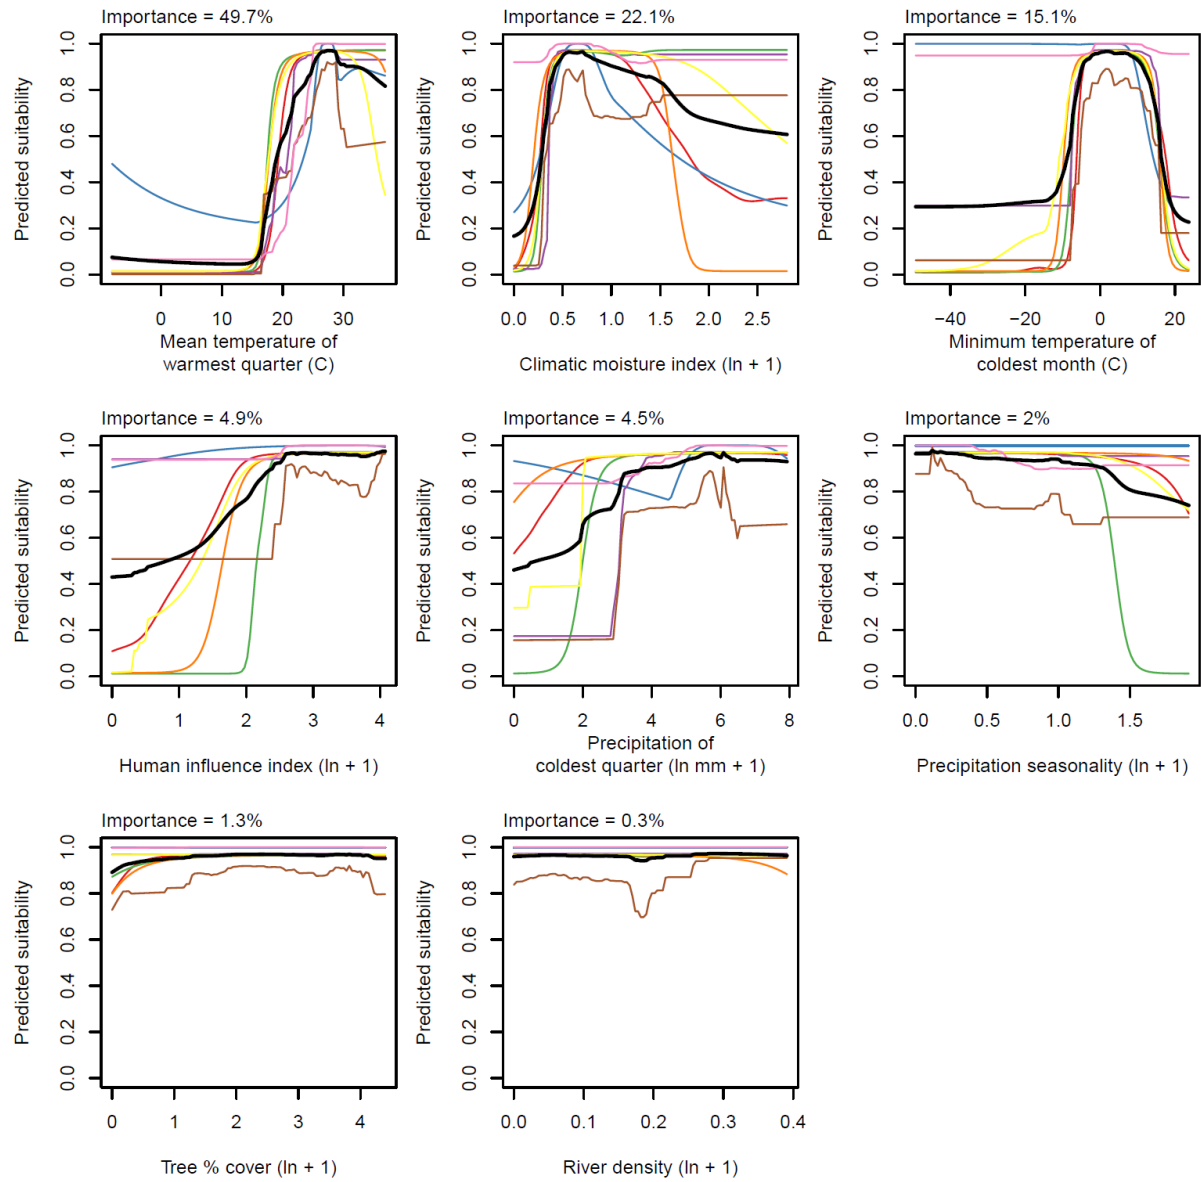 Importance = 49.7%
Predicted suitability
0.0 0.2 0.4 0.6 0.8 1.0
0 20 30
Mean temperature of
warmest quarter (C)
Importance = 22.1%
Predicted suitability
0.0 0.2 0.4 0.6 0.8 1.0
0.0 0.5 1.0 1.5 2.0 2.5
Climatic moisture index (ln + 1)
Importance = 15.1%
Predicted suitability
0.0 0.2 0.4 0.6 0.8 1.0
−40 −20 0 20
Minimum temperature of
coldest month (C)
Importance = 4.9%
Predicted suitability
0.0 0.2 0.4 0.6 0.8 1.0
0 1 2 3 4
Human influence index (ln + 1)
Importance = 4.5%
Predicted suitability
0.0 0.2 0.4 0.6 0.8 1.0
0 2 4 6 8
Precipitation of
coldest quarter (ln mm + 1)
Importance = 2%
Predicted suitability
0.0 0.2 0.4 0.6 0.8 1.0
0.0 0.5 1.0 1.5
Precipitation seasonality (ln + 1)
Importance = 1.3%
Predicted suitability
0.0 0.2 0.4 0.6 0.8 1.0
0 1 2 3 4
Tree % cover (ln + 1)
Importance = 0.3%
Predicted suitability
0.0 0.2 0.4 0.6 0.8 1.0
0.0 0.1 0.2 0.3 0.4
River density (ln + 1)